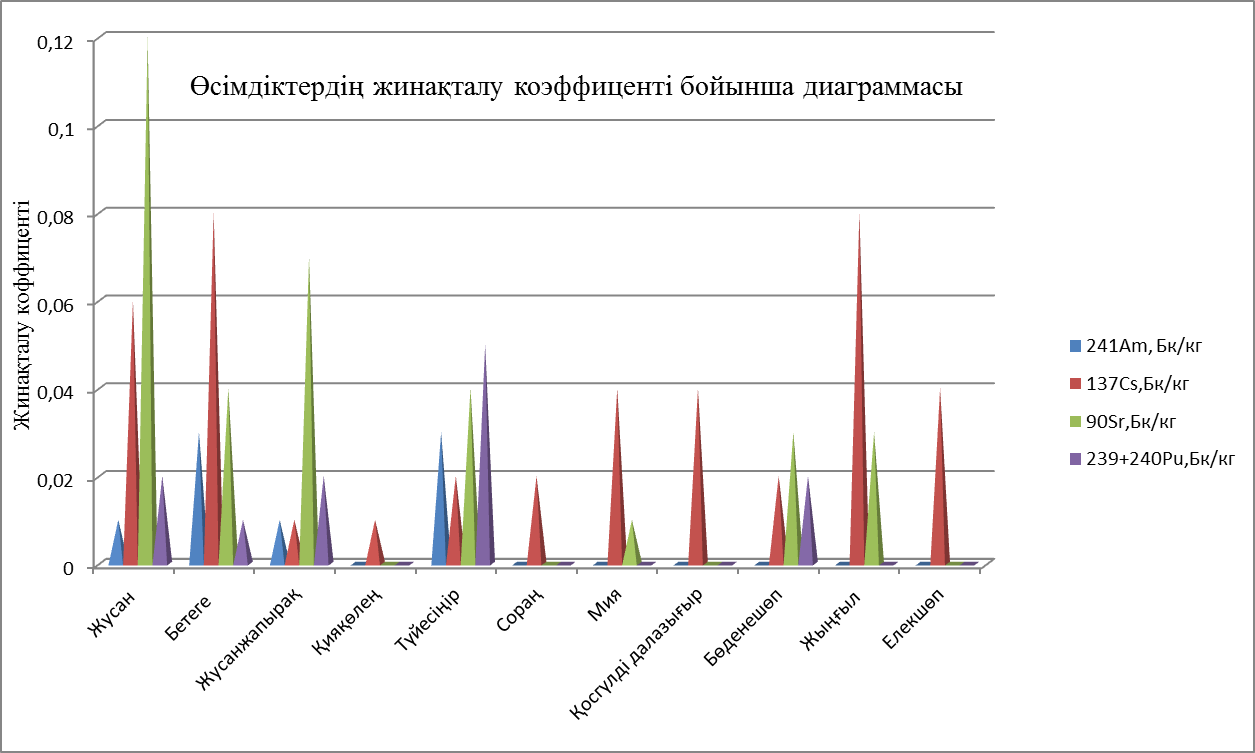 Өсімдіктердің жинақталу коэффиценті бойынша диаграммасы
Жинақталу коффиценті
0,12
0,1
0,08
0,06
0,04
0,02
0
Жусан
Бетеге
Жусанжапырақ
Қияқөлең
Түйесіңір
Сораң
Мия
Қосгүлді далазығыр
Бөденешөп
Жыңғыл
Елекшөп
241Am, Бк/кг
137Cs,Бк/кг
90Sr,Бк/кг
239+240Pu,Бк/кг